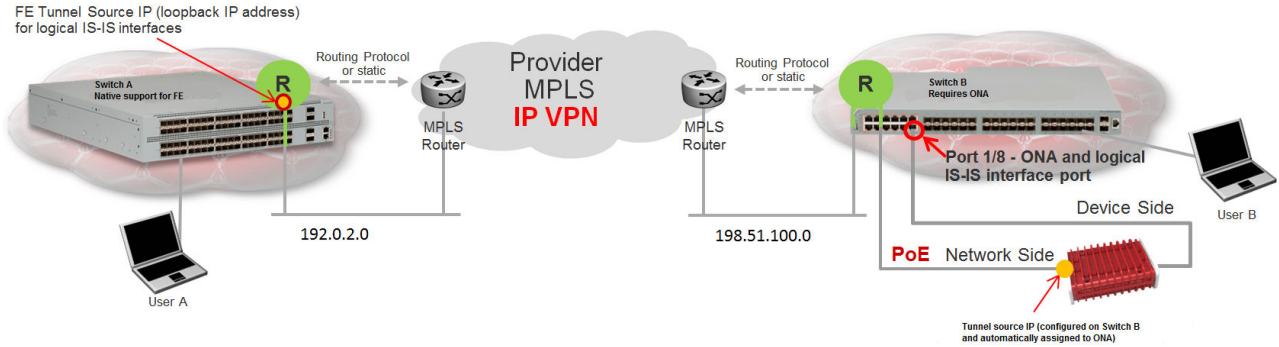 FE Tunnel Source IP (loopback IP address)
for logical IS-IS interfaces
Switch A
Native support for FE
R
Routing Protocol
or static
MPLS
Router
Provider
MPLS
IP VPN
MPLS
Router
Routing Protocol
or static
R
Switch B
Requires ONA
Port 1/8 - ONA and logical
IS-IS interface port
User A
192.0.2.0
198.51.100.0
Device Side
User B
PoE
Network Side
Tunnel source IP (configured on Switch B
and automatically assigned to ONA)